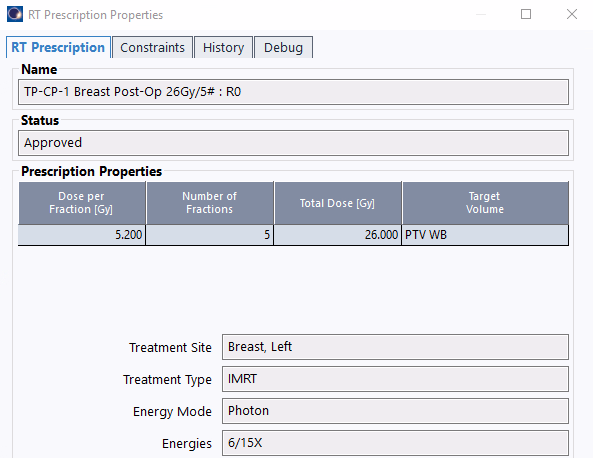 RT Prescription Properties
RT Prescription Constraints History Debug
Name
TP-CP-1 Breast Post-Op 26Gy/5# : R0
Status
Approved
Prescription Properties
Dose per Fraction [Gy] Number of Fractions Total Dose [Gy] Target Volume
5.200 5 26.000 PTV WB
Treatment Site Breast, Left
Treatment Type IMRT
Energy Mode Photon
Energies 6/15X